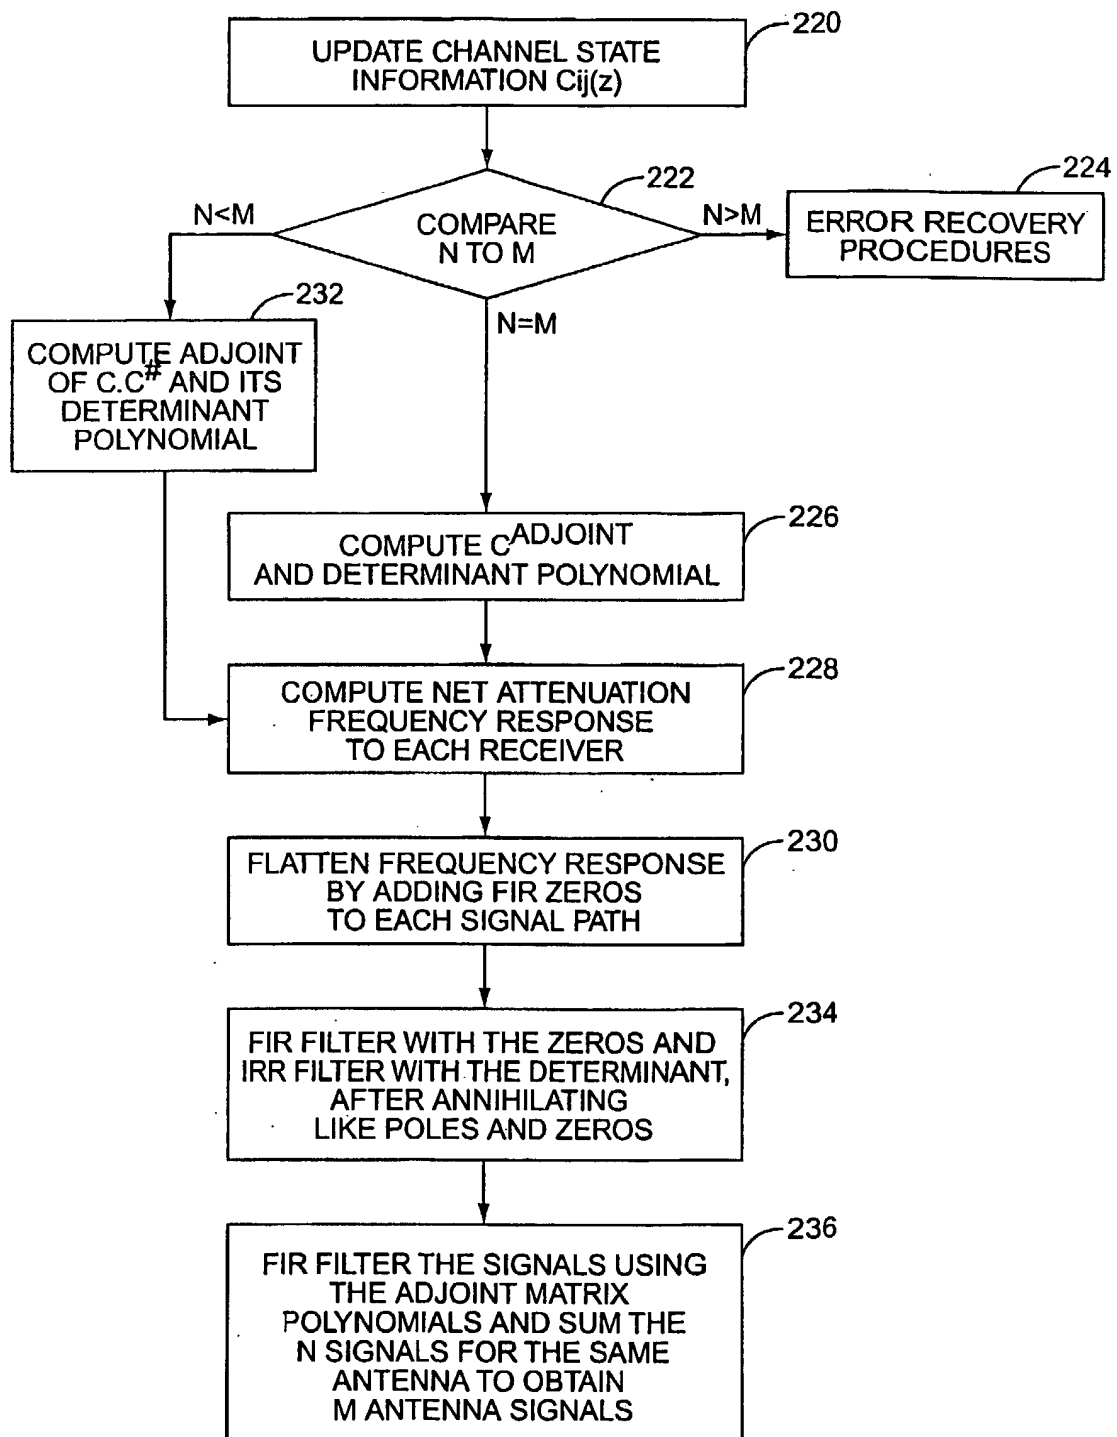 220
UPDATE CHANNEL STATE
INFORMATION Cij(z)
222
224
N<M
COMPARE
N TO M
N>M
ERROR RECOVERY
PROCEDURES
232
N=M
COMPUTE ADJOINT
OF C.C# AND ITS
DETERMINANT
POLYNOMIAL
226
COMPUTE CADJOINT
AND DETERMINANT POLYNOMIAL
228
COMPUTE NET ATTENUATION
FREQUENCY RESPONSE
TO EACH RECEIVER
230
FLATTEN FREQUENCY RESPONSE
BY ADDING FIR ZEROS
TO EACH SIGNAL PATH
234
FIR FILTER WITH THE ZEROS AND
IRR FILTER WITH THE DETERMINANT,
AFTER ANNIHILATING
LIKE POLES AND ZEROS
236
FIR FILTER THE SIGNALS USING
THE ADJOINT MATRIX
POLYNOMIALS AND SUM THE
N SIGNALS FOR THE SAME
ANTENNA TO OBTAIN
M ANTENNA SIGNALS